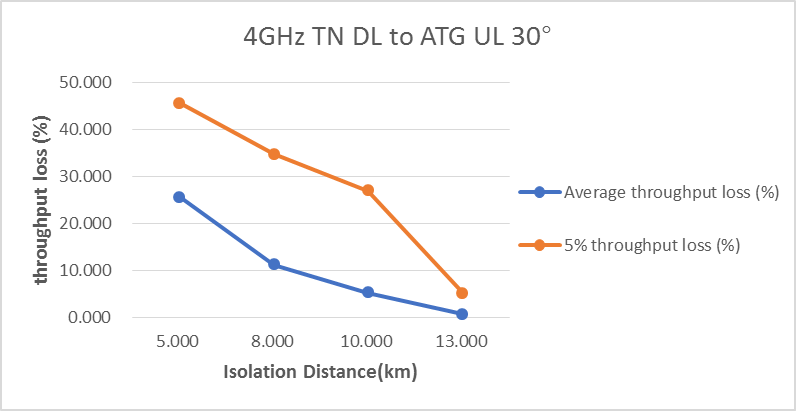 4GHz TN DL to ATG UL 30°
50.000
40.000
30.000
20.000
10.000
0.000
throughput loss (%)
5.000 8.000 10.000 13.000
Isolation Distance(km)
Average throughput loss (%)
5% throughput loss (%)